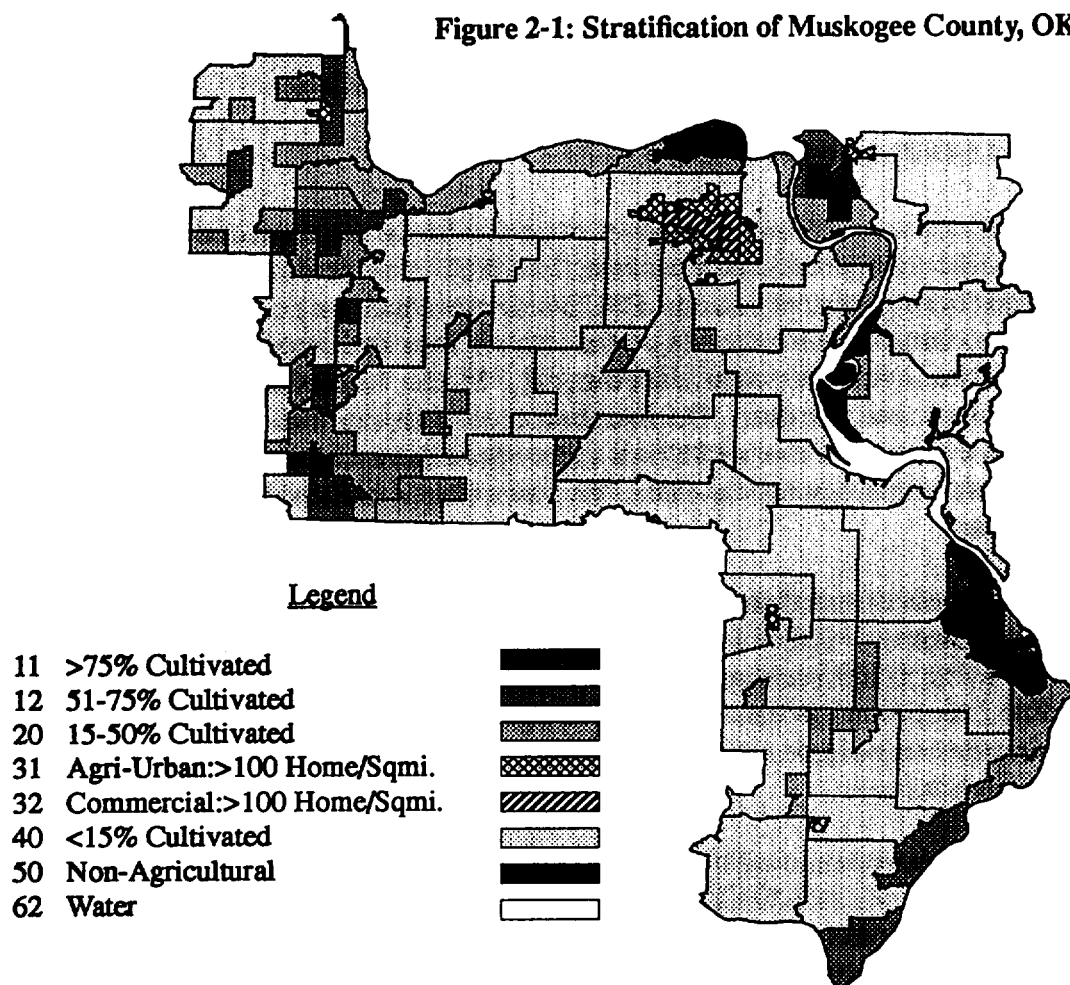 Figure 2-1: Stratification of Muskogee County, OK
Legend
11 >75% Cultivated
12 51-75% Cultivated
20 15-50% Cultivated
31 Agri-Urban:>100 Home/Sqmi.
32 Commercial:>100 Home/Sqmi.
40 <15% Cultivated
50 Non-Agricultural
62 Water